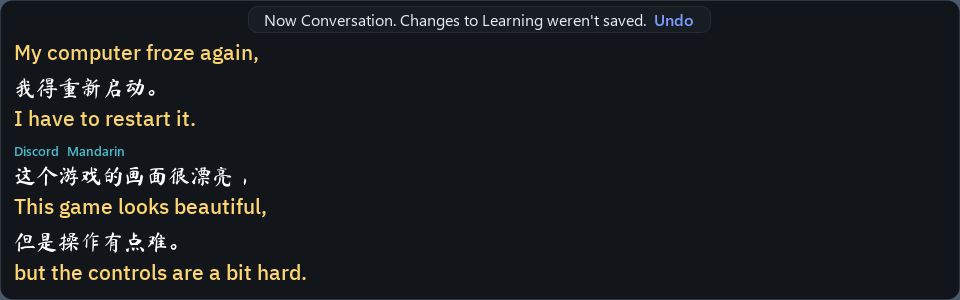 Now Conversation. Changes to Learning weren't saved. Undo
My computer froze again,
我得重新启动。
I have to restart it.
Discord Mandarin
这个游戏的画面很漂亮，
This game looks beautiful,
但是操作有点难。
but the controls are a bit hard.